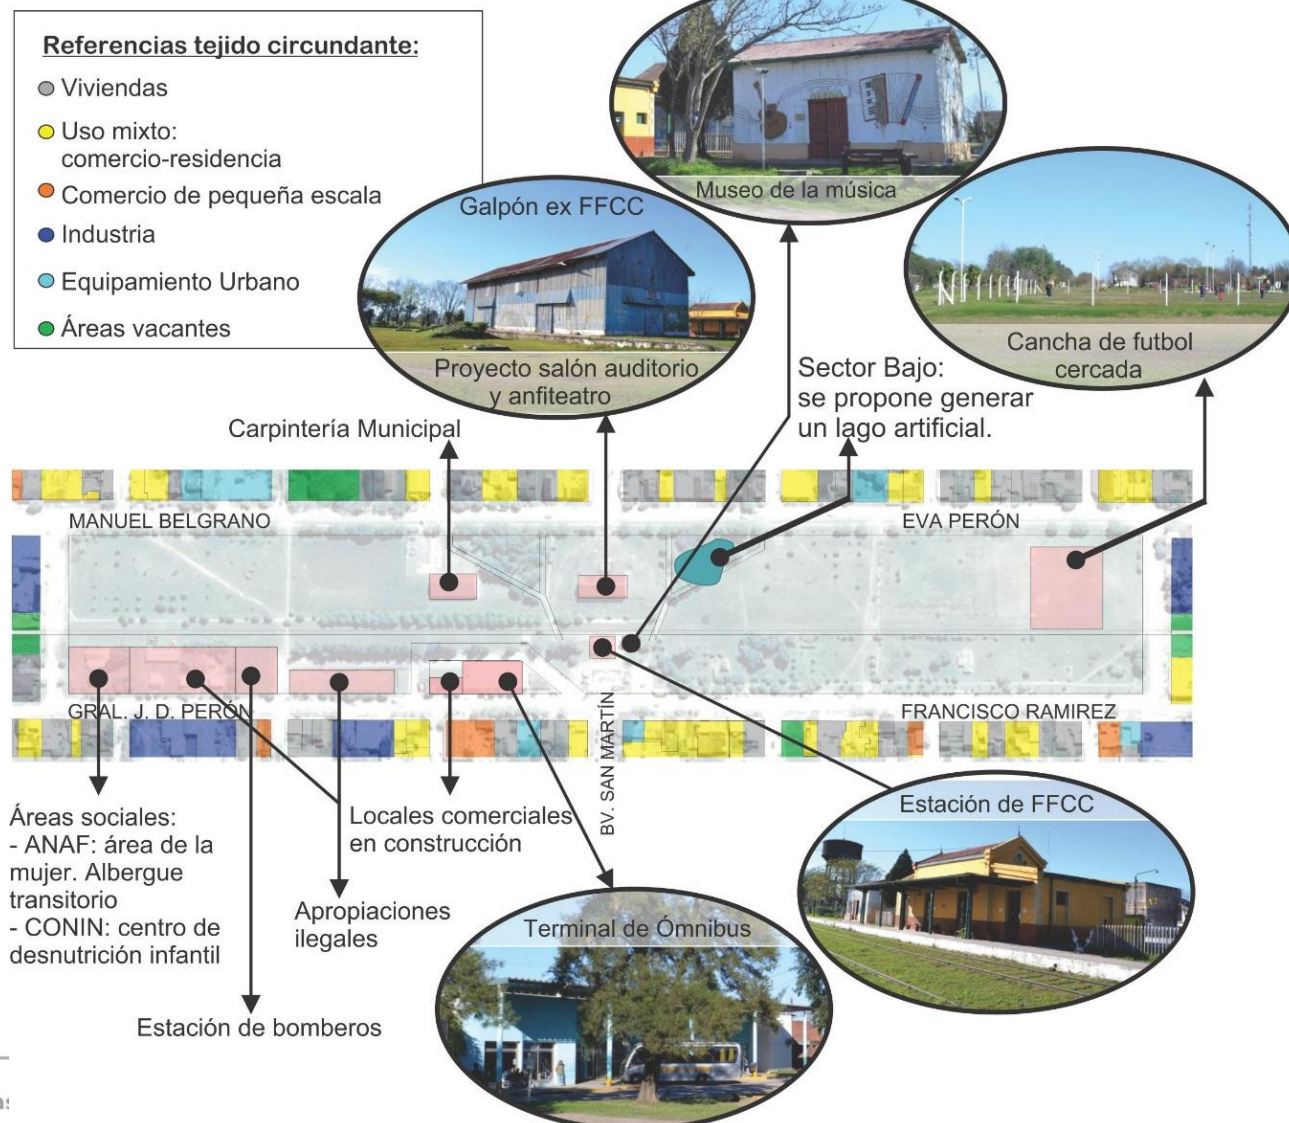 Referencias tejido circundante:
Viviendas
Uso mixto:
comercio-residencia
Comercio de pequeña escala
Industria
Equipamiento Urbano
Áreas vacantes
Museo de la música
Galpón ex FFCC
Proyecto salón auditorio
y anfiteatro
Cancha de futbol
cercada
Sector Bajo:
se propone generar
un lago artificial.
Carpintería Municipal
MANUEL BELGRANO
EVA PERÓN
GRAL. J. D. PERÓN
BV. SAN MARTÍN
FRANCISCO RAMIREZ
Áreas sociales:
- ANAF: área de la
mujer. Albergue
transitorio
- CONIN: centro de
desnutrición infantil
Estación de bomberos
Apropiaciones
ilegales
Locales comerciales
en construcción
Terminal de Ómnibus
Estación de FFCC